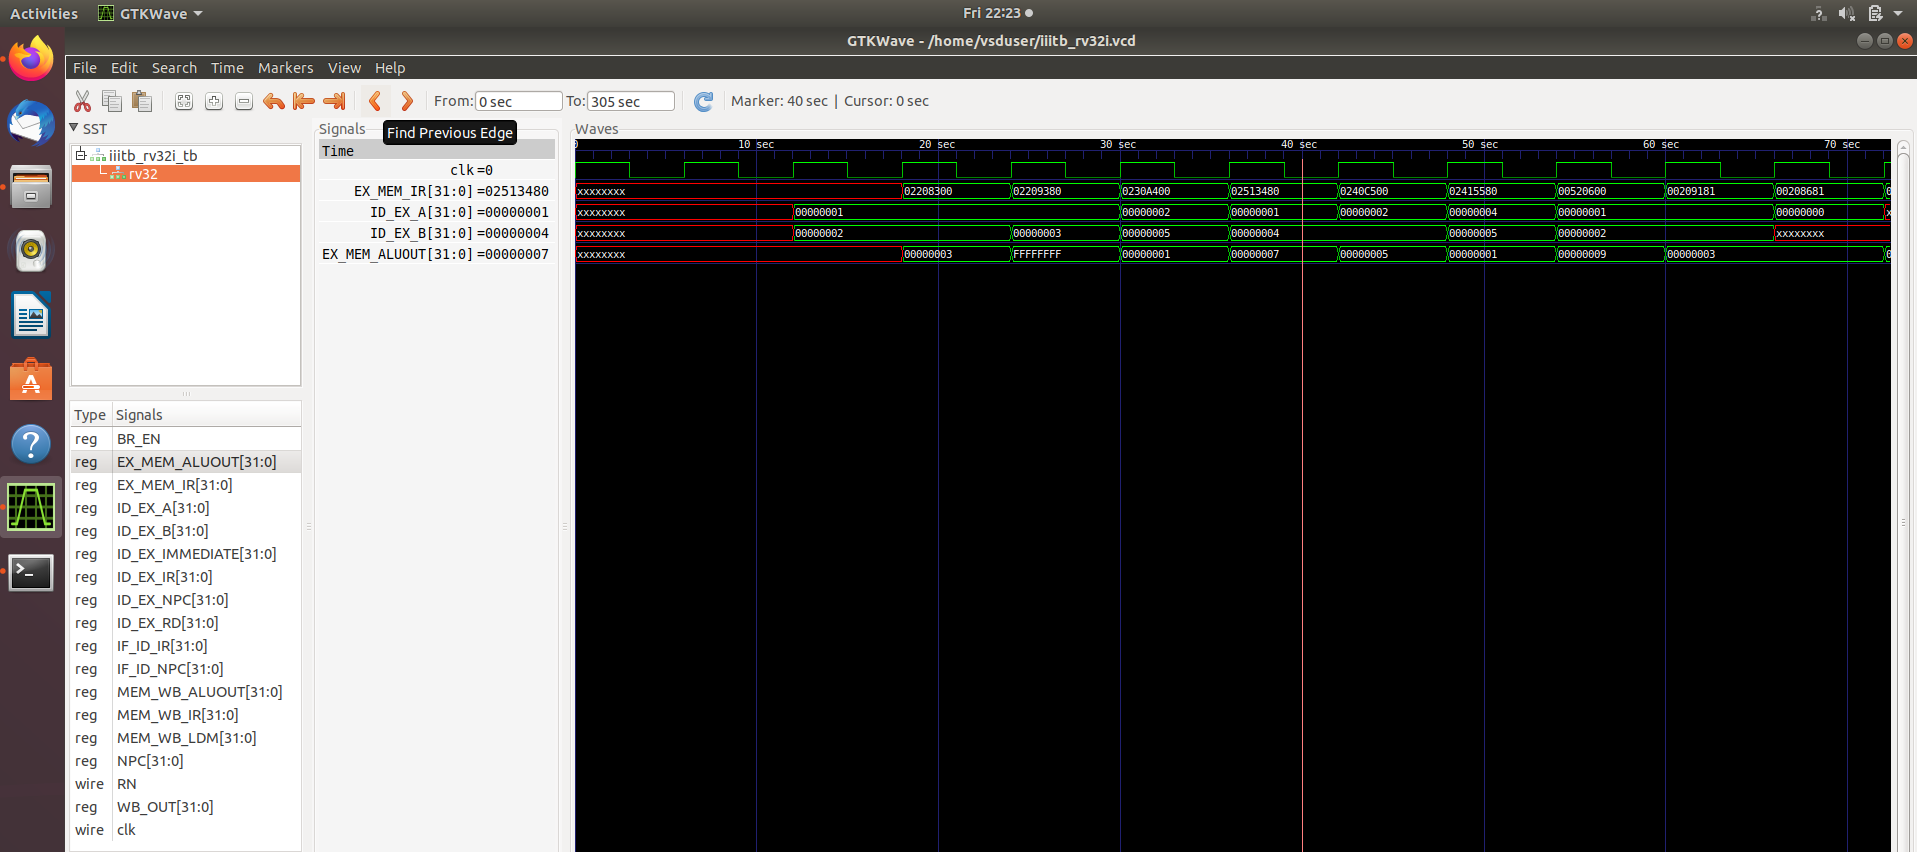 Activities GTKWave Fri 22:23
GTKWave - /home/vsduser/iiitb_rv32i.vcd
File Edit Search Time Markers View Help
From: 0 sec To: 305 sec Marker: 40 sec | Cursor: 0 sec
Find Previous Edge
SST
iiitb_rv32i_tb
rv32
Type Signals
reg BR_EN
reg EX_MEM_ALUOUT[31:0]
reg EX_MEM_IR[31:0]
reg ID_EX_A[31:0]
reg ID_EX_B[31:0]
reg ID_EX_IMMEDIATE[31:0]
reg ID_EX_IR[31:0]
reg ID_EX_NPC[31:0]
reg ID_EX_RD[31:0]
reg IF_ID_IR[31:0]
reg IF_ID_NPC[31:0]
reg MEM_WB_ALUOUT[31:0]
reg MEM_WB_IR[31:0]
reg MEM_WB_LDM[31:0]
reg NPC[31:0]
wire RN
reg WB_OUT[31:0]
wire clk
Signals
Time
clk=0
EX_MEM_IR[31:0]=02513480
ID_EX_A[31:0]=00000001
ID_EX_B[31:0]=00000004
EX_MEM_ALUOUT[31:0]=00000007
Waves
0 10 sec 20 sec 30 sec 40 sec 50 sec 60 sec 70 sec
xxxxxxxx 02208300 02209380 0230A400 02513480 0240C500 02415580 00520600 00209181 00208681 0
xxxxxxxx 00000001 00000002 00000001 00000002 00000004 00000001 00000000 x
xxxxxxxx 00000002 00000003 00000005 00000004 00000005 00000002 xxxxxxxx
xxxxxxxx 00000003 FFFFFFFF 00000001 00000007 00000005 00000001 00000009 00000003 0